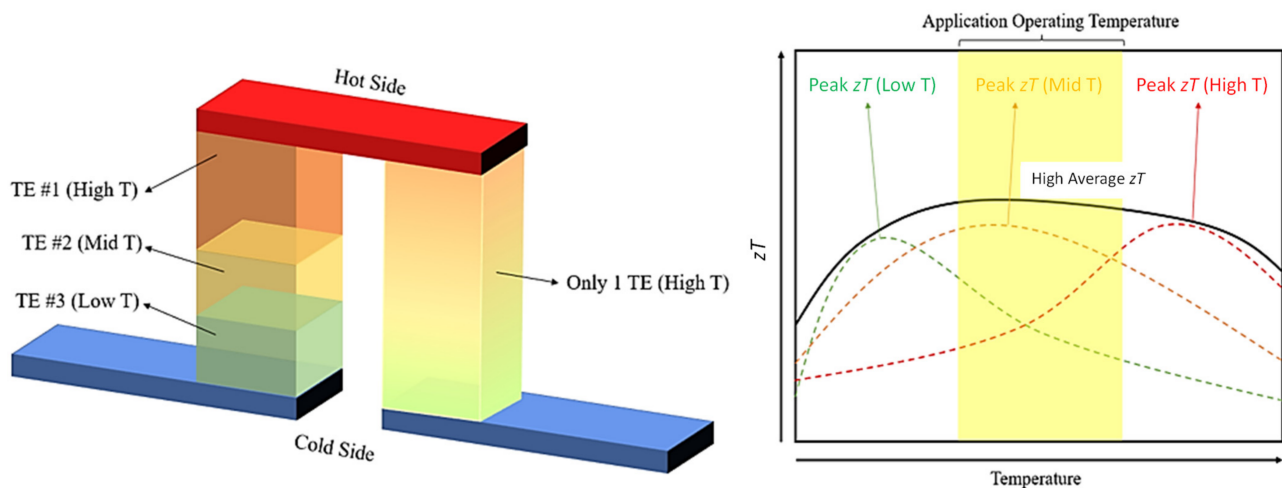 Hot Side
TE #1 (High T)
TE #2 (Mid T)
TE #3 (Low T)
Only 1 TE (High T)
Cold Side
Application Operating Temperature
Peak zT (Low T)
Peak zT (Mid T)
Peak zT (High T)
High Average zT
zT
Temperature